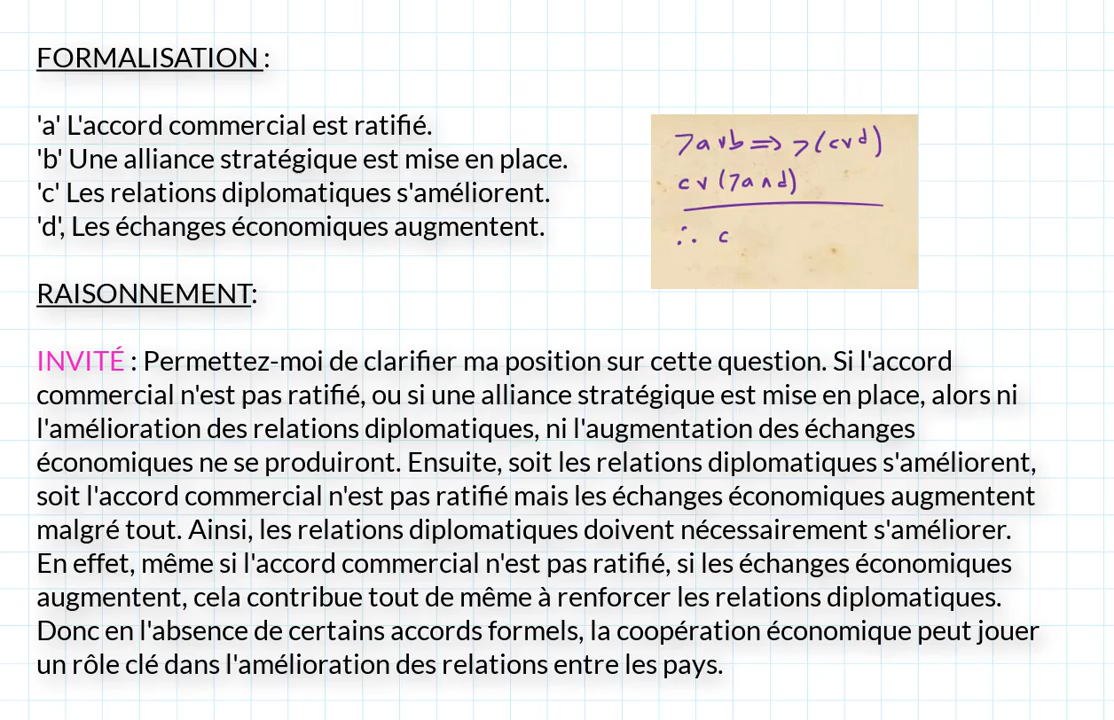 FORMALISATION :
'a' L'accord commercial est ratifié.
'b' Une alliance stratégique est mise en place.
'c' Les relations diplomatiques s'améliorent.
'd', Les échanges économiques augmentent.
¬a∨b ⇒ ¬(c∨d)
c∨(¬a∧d)
∴ c
RAISONNEMENT:
INVITÉ : Permettez-moi de clarifier ma position sur cette question. Si l'accord
commercial n'est pas ratifié, ou si une alliance stratégique est mise en place, alors ni
l'amélioration des relations diplomatiques, ni l'augmentation des échanges
économiques ne se produiront. Ensuite, soit les relations diplomatiques s'améliorent,
soit l'accord commercial n'est pas ratifié mais les échanges économiques augmentent
malgré tout. Ainsi, les relations diplomatiques doivent nécessairement s'améliorer.
En effet, même si l'accord commercial n'est pas ratifié, si les échanges économiques
augmentent, cela contribue tout de même à renforcer les relations diplomatiques.
Donc en l'absence de certains accords formels, la coopération économique peut jouer
un rôle clé dans l'amélioration des relations entre les pays.